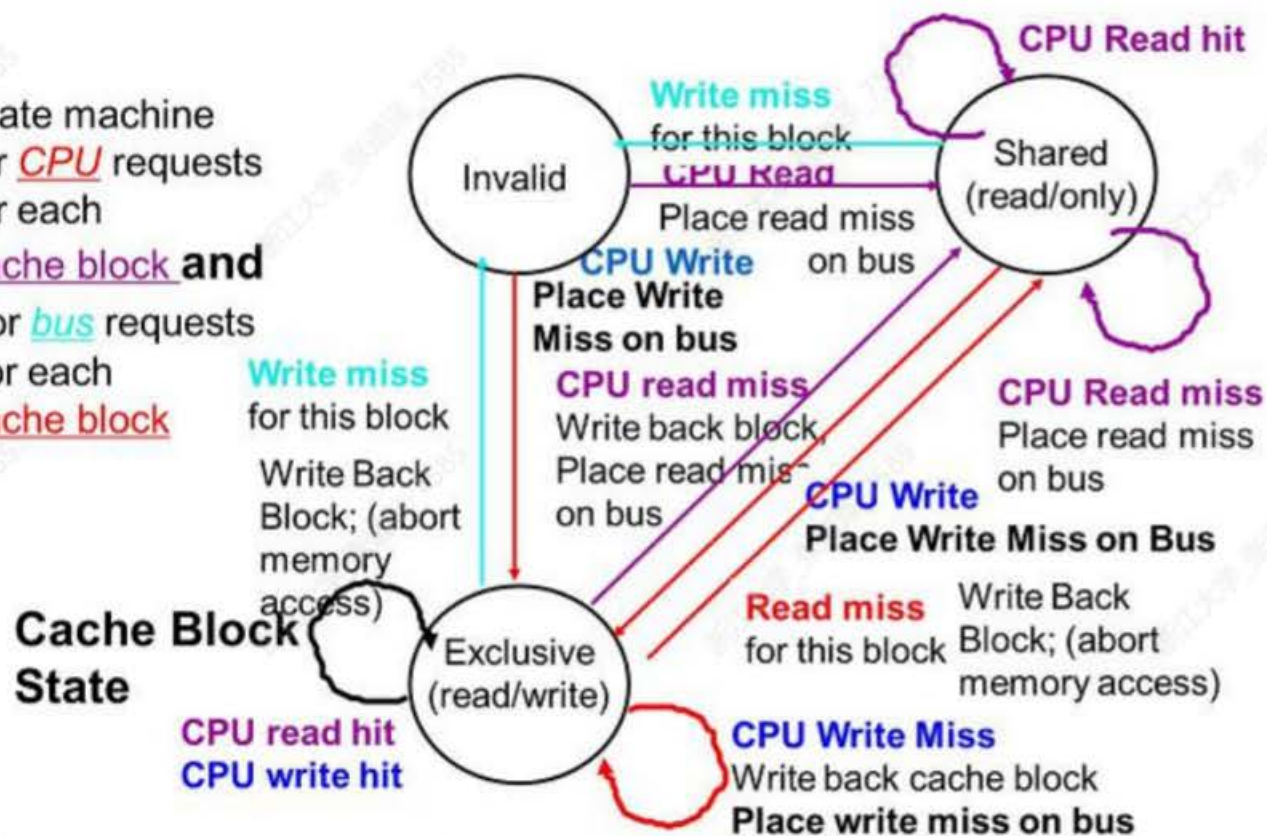 ate machine
r CPU requests
r each
che block and
or bus requests
or each
che block
Invalid
Write miss
for this block
CPU Read
Place read miss
on bus
CPU Read hit
Shared
(read/only)
CPU Write
Place Write
Miss on bus
Write miss
for this block
Write Back
Block; (abort
memory
access)
CPU read miss
Write back block,
Place read mis
on bus
CPU Read miss
Place read miss
on bus
CPU Write
Place Write Miss on Bus
Read miss
for this block
Write Back
Block; (abort
memory access)
Cache Block
State
Exclusive
(read/write)
CPU read hit
CPU write hit
CPU Write Miss
Write back cache block
Place write miss on bus